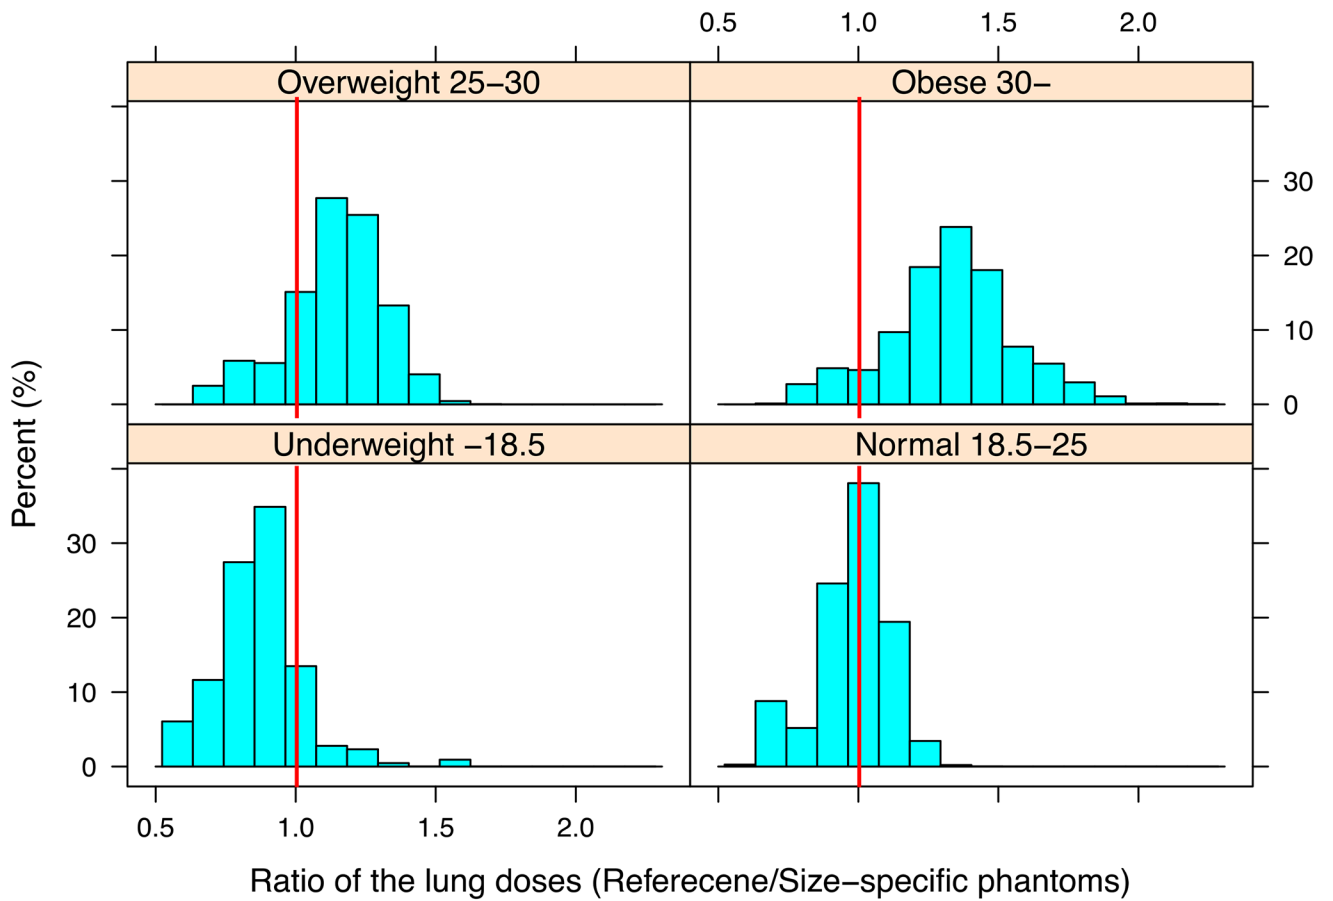 0.5 1.0 1.5 2.0
Overweight 25−30
Obese 30−
30
20
10
0
Percent (%)
Underweight −18.5
Normal 18.5−25
30
20
10
0
0.5 1.0 1.5 2.0
Ratio of the lung doses (Referecene/Size−specific phantoms)